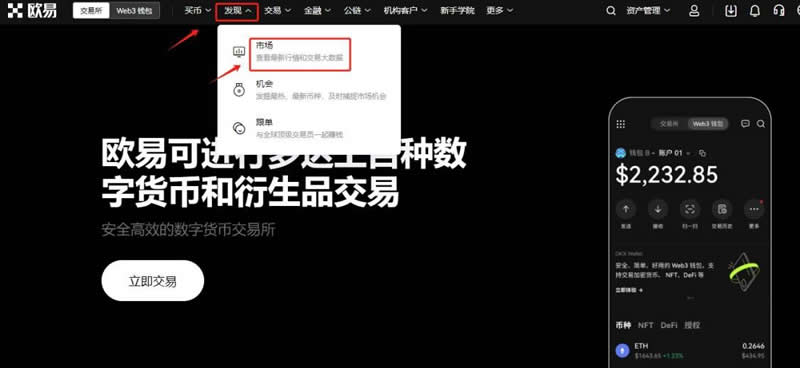 欧易
交易所
Web3 钱包
买币
发现
交易
金融
公链
机构客户
新手学院
更多
资产管理
市场
查看最新行情和交易大数据
机会
发掘最热、最新币种，及时捕捉市场机会
跟单
与全球顶级交易员一起赚钱
欧易可进行多达上百种数
字货币和衍生品交易
安全高效的数字货币交易所
立即交易
交易所
Web3 钱包
钱包 B
账户 01
$2,232.85
发送
接收
扫一扫
交易历史
更多
OKX Wallet
安全、简单、好用的 Web3 钱包，支
持交易加密货币、NFT、DeFi 等
立即体验
币种 NFT DeFi 授权
ETH 0.2646
$1643.65 +1.23% $434.95